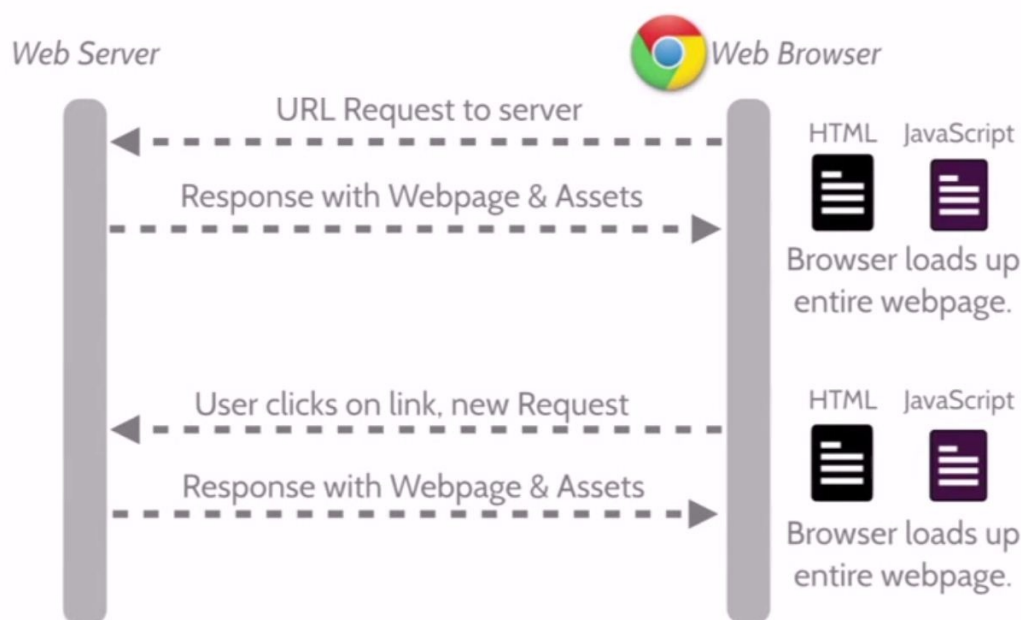 Web Server
Web Browser
URL Request to server
HTML JavaScript
Response with Webpage & Assets
Browser loads up
entire webpage.
User clicks on link, new Request
HTML JavaScript
Response with Webpage & Assets
Browser loads up
entire webpage.